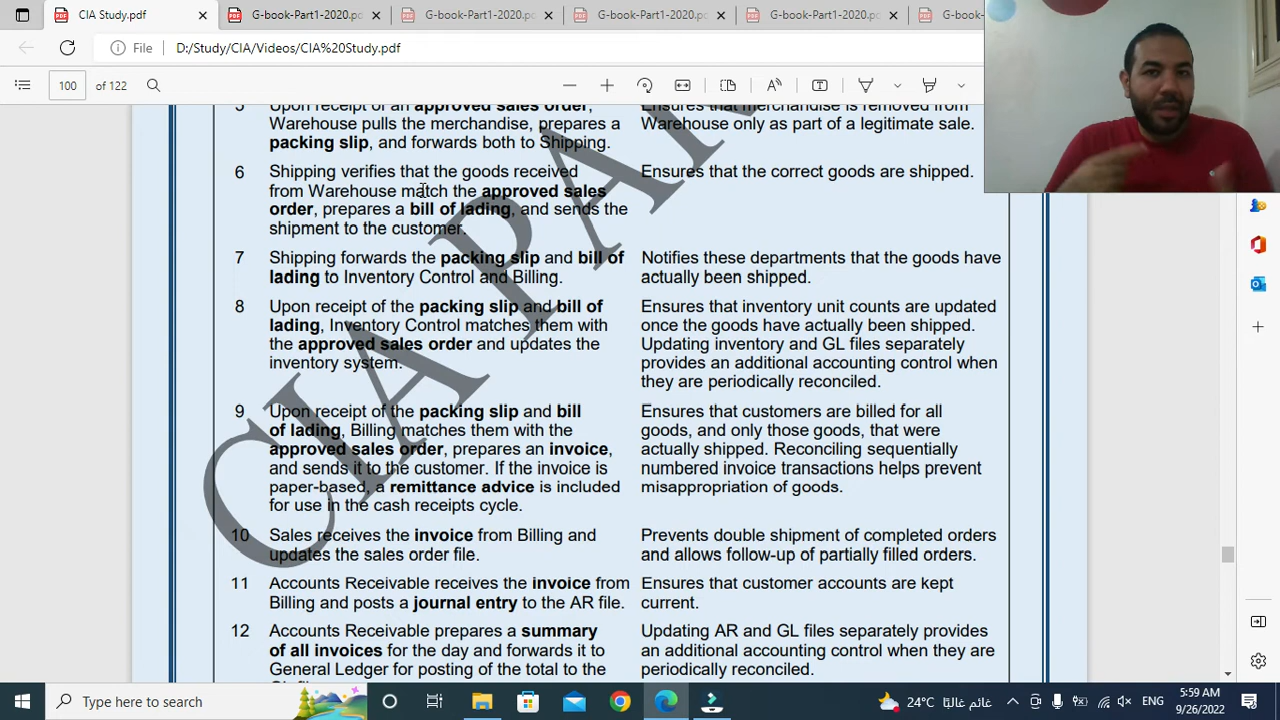 CIA Study.pdf
G-book-Part1-2020.pdf
G-book-Part1-2020.pdf
G-book-Part1-2020.pdf
G-book-Part1-2020.pdf
G-book
File
D:/Study/CIA/Videos/CIA%20Study.pdf
100 of 122
5 Upon receipt of an approved sales order, Ensures that merchandise is removed from
Warehouse pulls the merchandise, prepares a Warehouse only as part of a legitimate sale.
packing slip, and forwards both to Shipping.
6 Shipping verifies that the goods received Ensures that the correct goods are shipped.
from Warehouse match the approved sales
order, prepares a bill of lading, and sends the
shipment to the customer.
7 Shipping forwards the packing slip and bill of Notifies these departments that the goods have
lading to Inventory Control and Billing. actually been shipped.
8 Upon receipt of the packing slip and bill of Ensures that inventory unit counts are updated
lading, Inventory Control matches them with once the goods have actually been shipped.
the approved sales order and updates the Updating inventory and GL files separately
inventory system. provides an additional accounting control when
they are periodically reconciled.
9 Upon receipt of the packing slip and bill Ensures that customers are billed for all
of lading, Billing matches them with the goods, and only those goods, that were
approved sales order, prepares an invoice, actually shipped. Reconciling sequentially
and sends it to the customer. If the invoice is numbered invoice transactions helps prevent
paper-based, a remittance advice is included misappropriation of goods.
for use in the cash receipts cycle.
10 Sales receives the invoice from Billing and Prevents double shipment of completed orders
updates the sales order file. and allows follow-up of partially filled orders.
11 Accounts Receivable receives the invoice from Ensures that customer accounts are kept
Billing and posts a journal entry to the AR file. current.
12 Accounts Receivable prepares a summary Updating AR and GL files separately provides
of all invoices for the day and forwards it to an additional accounting control when they are
General Ledger for posting of the total to the periodically reconciled.
CIA PAR
Type here to search
24°C غائم غالبًا
5:59 AM
9/26/2022